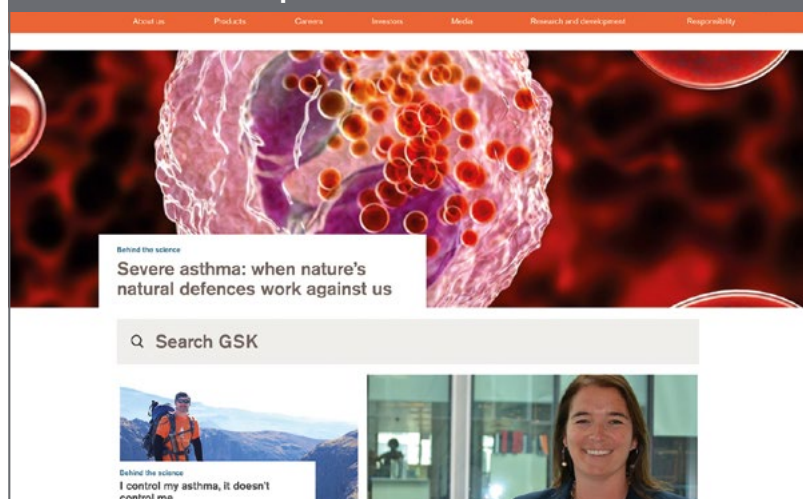 About us Products Careers Investors Media Research and development Responsibility
Behind the science
Severe asthma: when nature's
natural defences work against us
Search GSK
Behind the science
I control my asthma, it doesn't
control me